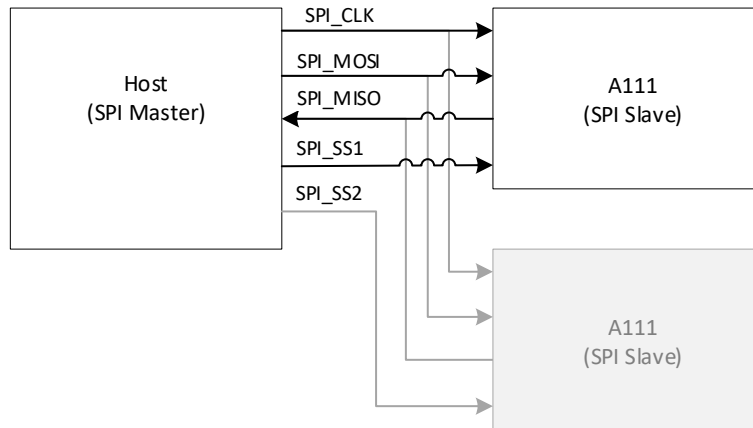 SPI_CLK
SPI_MOSI
SPI_MISO
SPI_SS1
SPI_SS2
Host
(SPI Master)
A111
(SPI Slave)
A111
(SPI Slave)